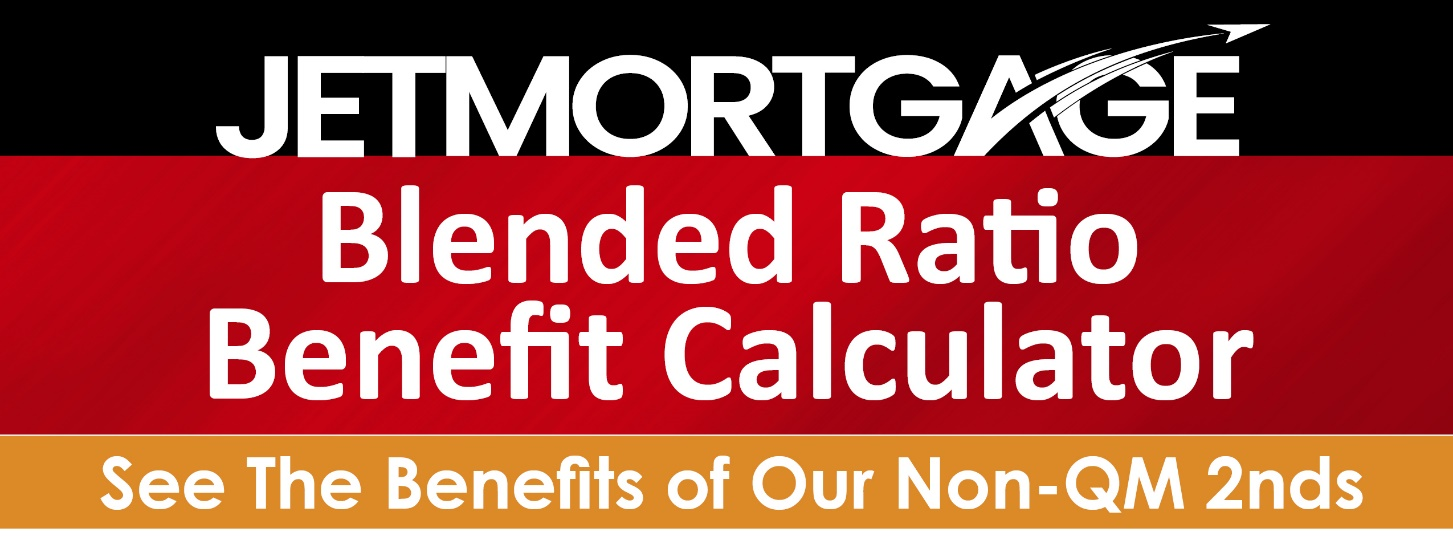 JETMORTGAGE
Blended Ratio
Benefit Calculator
See The Benefits of Our Non-QM 2nds